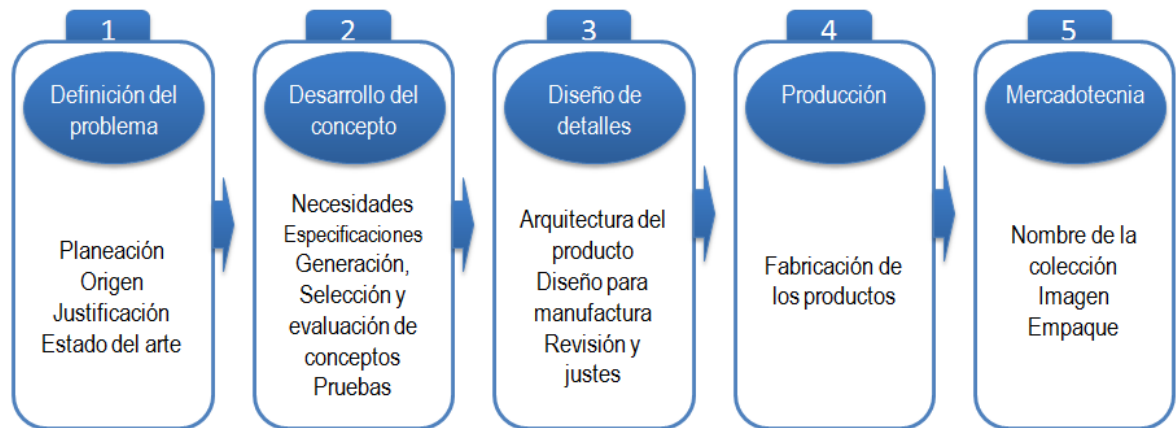 1
Definición del
problema
Planeación
Origen
Justificación
Estado del arte
2
Desarrollo del
concepto
Necesidades
Especificaciones
Generación,
Selección y
evaluación de
conceptos
Pruebas
3
Diseño de
detalles
Arquitectura del
producto
Diseño para
manufactura
Revisión y
justes
4
Producción
Fabricación de
los productos
5
Mercadotecnia
Nombre de la
colección
Imagen
Empaque